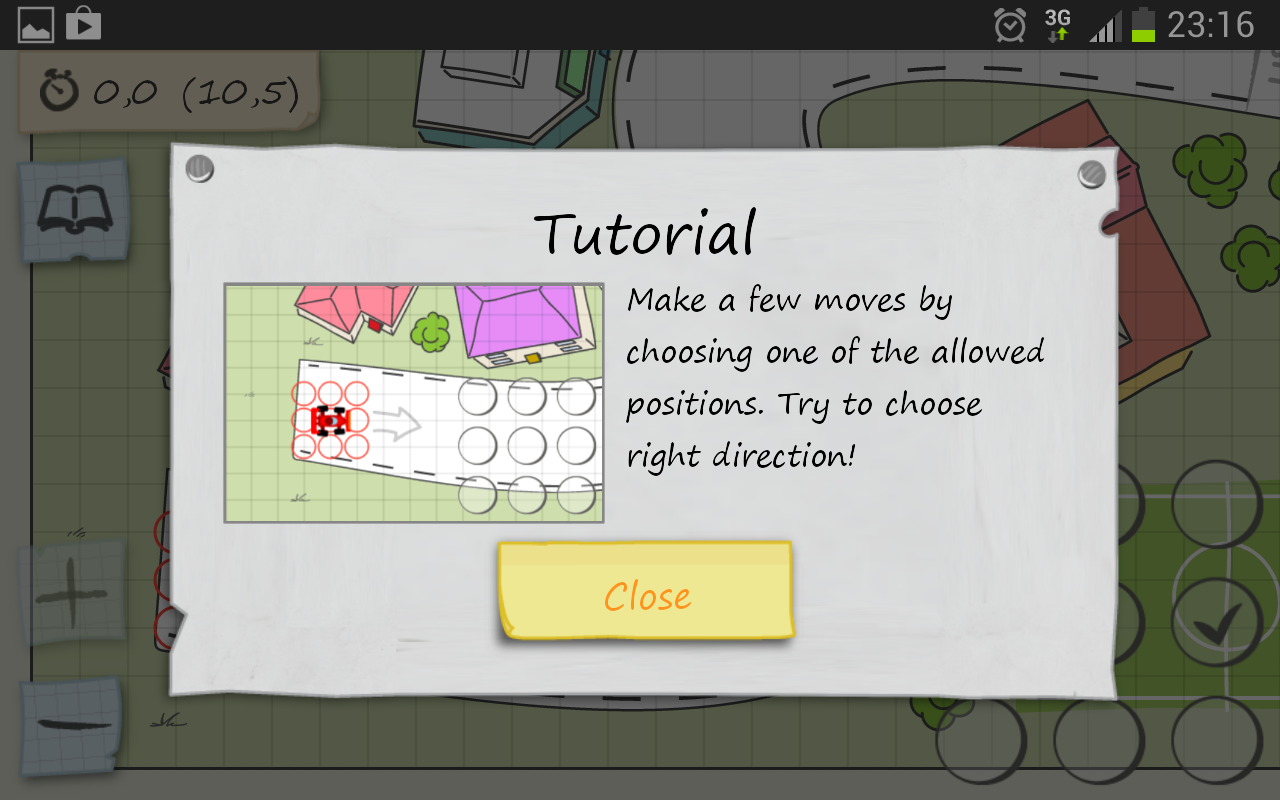 3G 23:16
0,0 (10,5)
Tutorial
Make a few moves by
choosing one of the allowed
positions. Try to choose
right direction!
Close